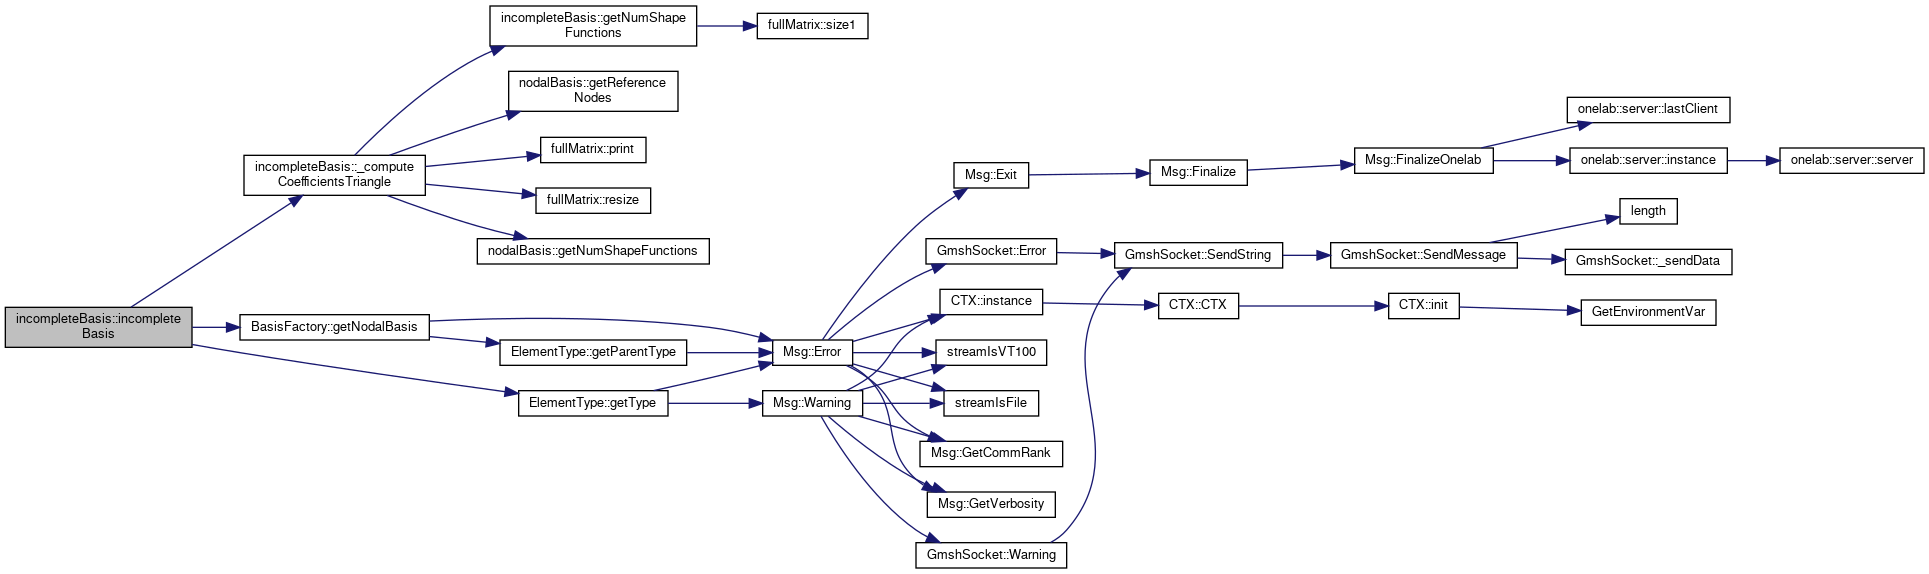 incompleteBasis::incomplete
Basis
incompleteBasis::_compute
CoefficientsTriangle
incompleteBasis::getNumShape
Functions
fullMatrix::size1
nodalBasis::getReference
Nodes
fullMatrix::print
fullMatrix::resize
nodalBasis::getNumShapeFunctions
BasisFactory::getNodalBasis
ElementType::getParentType
ElementType::getType
Msg::Error
Msg::Warning
Msg::Exit
Msg::Finalize
Msg::FinalizeOnelab
onelab::server::lastClient
onelab::server::instance
onelab::server::server
GmshSocket::Error
GmshSocket::SendString
GmshSocket::SendMessage
length
GmshSocket::_sendData
CTX::instance
CTX::CTX
CTX::init
GetEnvironmentVar
streamIsVT100
streamIsFile
Msg::GetCommRank
Msg::GetVerbosity
GmshSocket::Warning